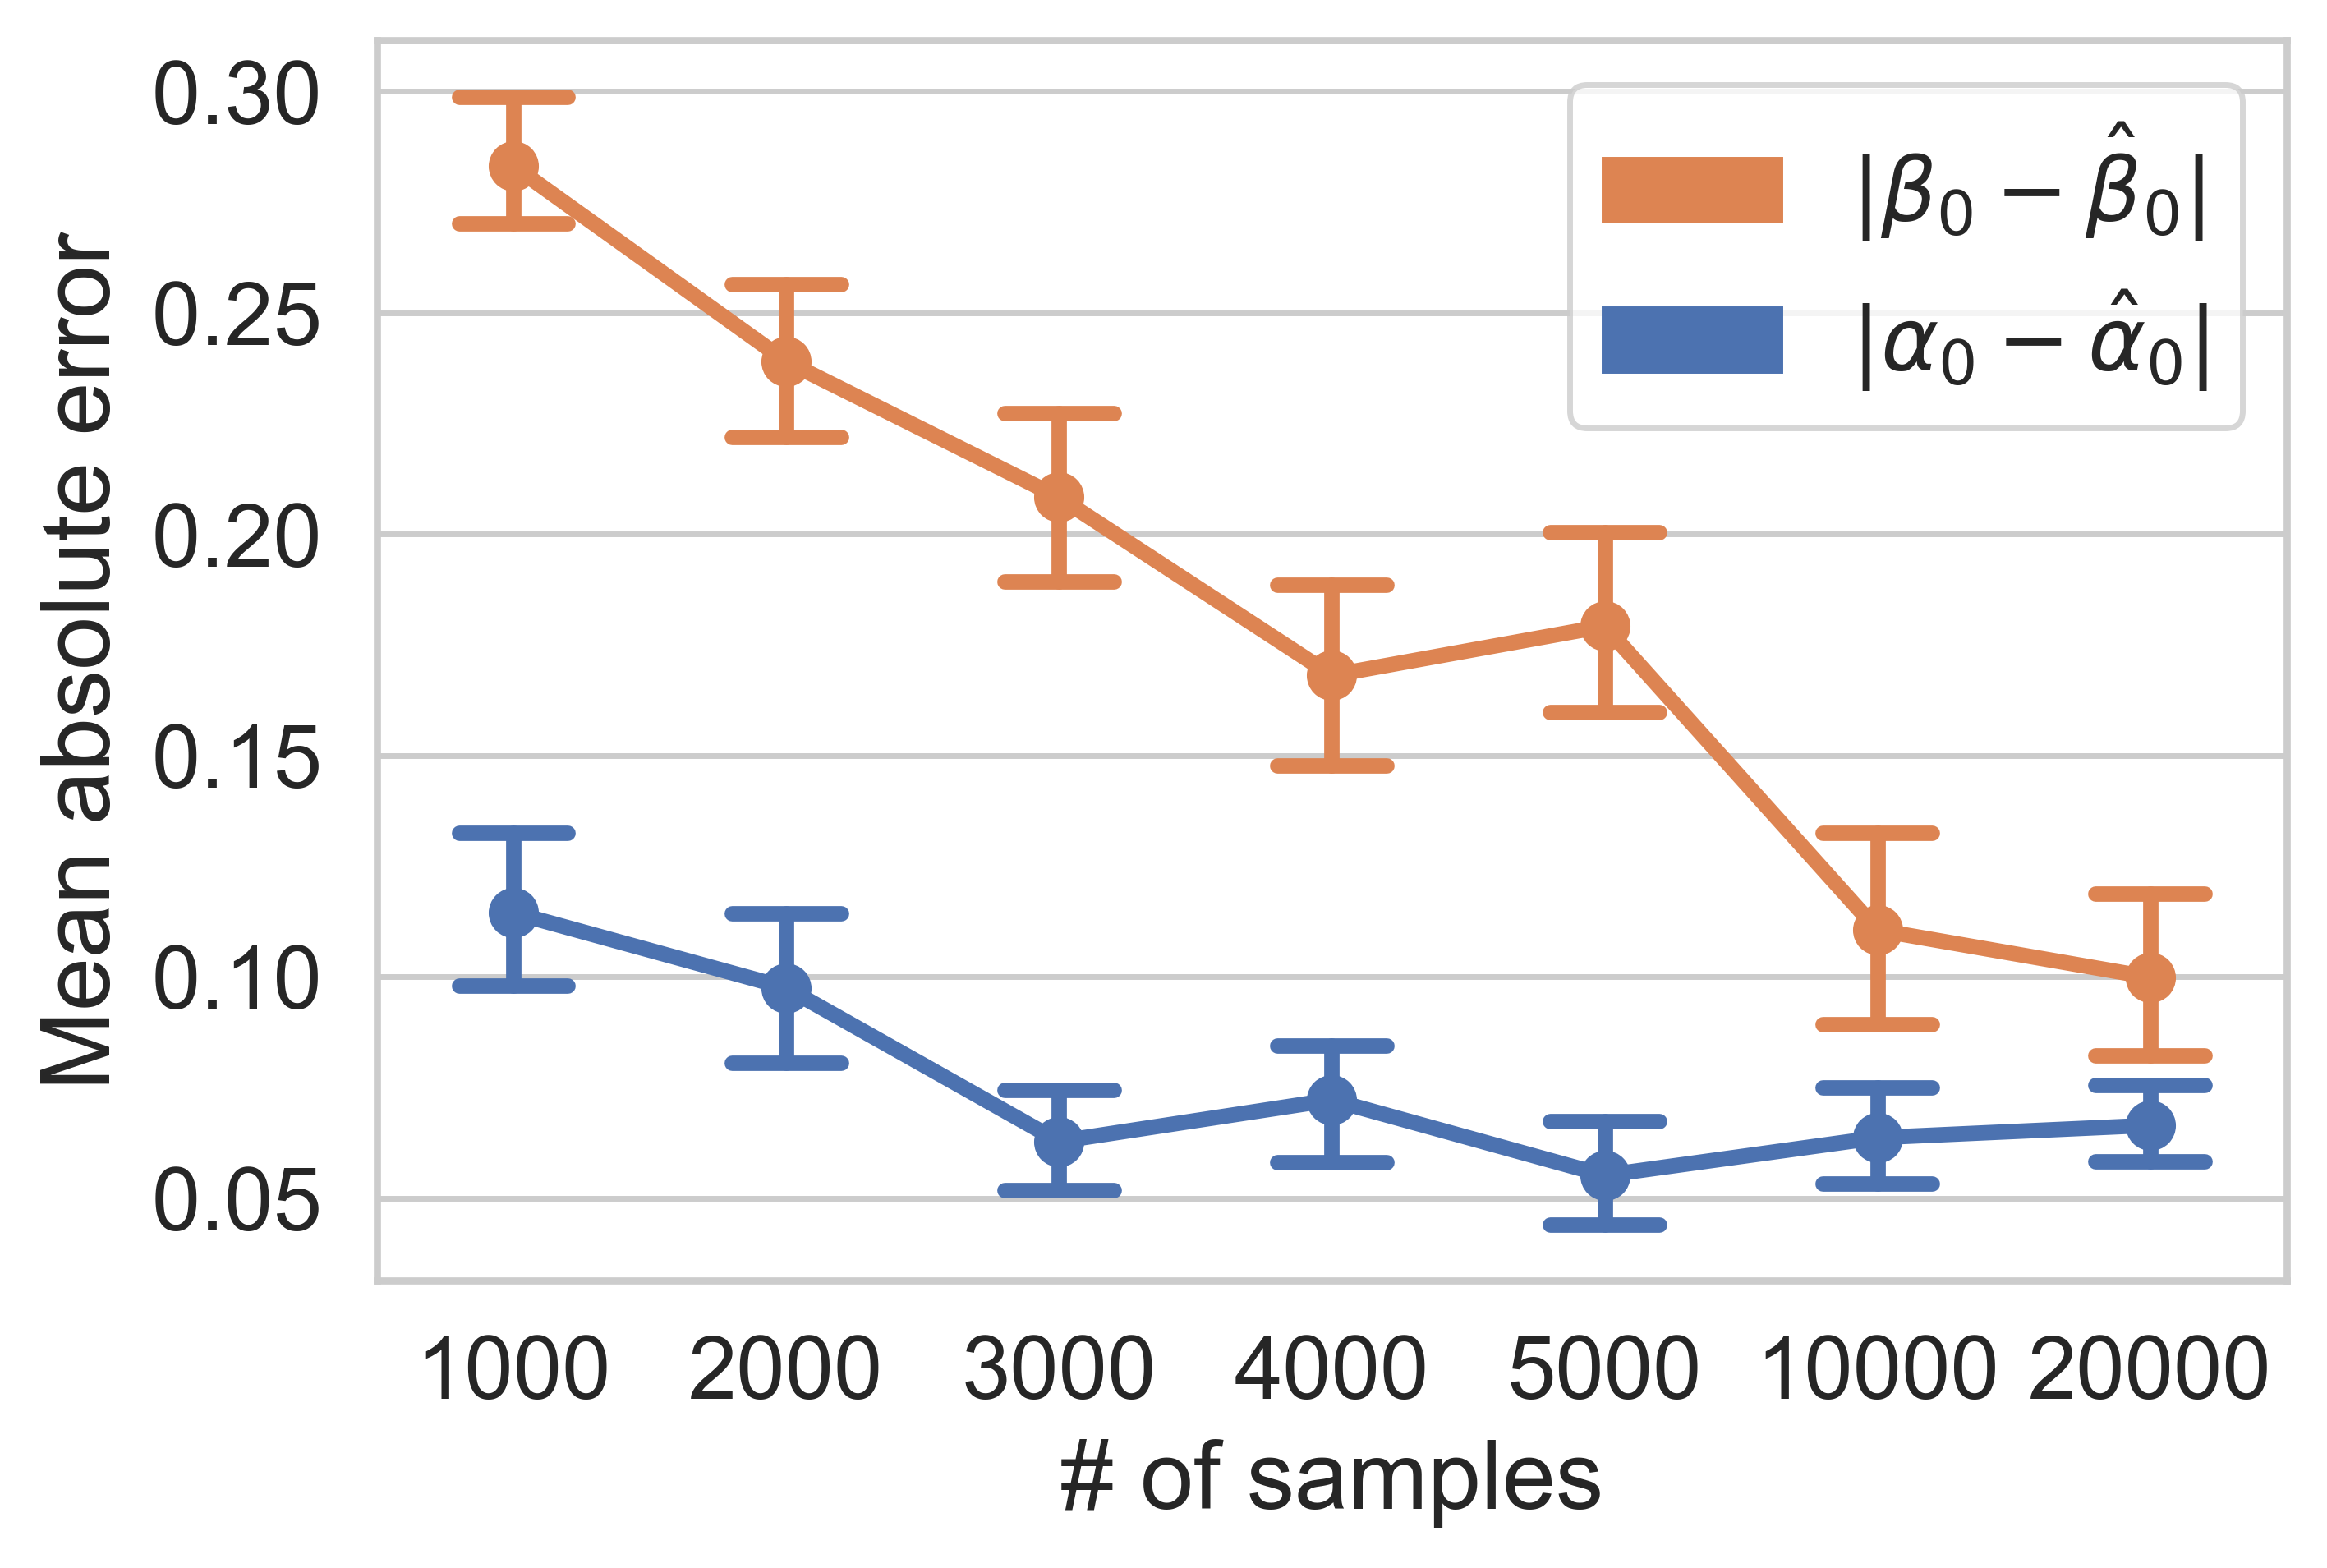 0.30
0.25
0.20
0.15
0.10
0.05
Mean absolute error
|β₀ − β̂₀|
|α₀ − α̂₀|
1000 2000 3000 4000 5000 10000 20000
# of samples